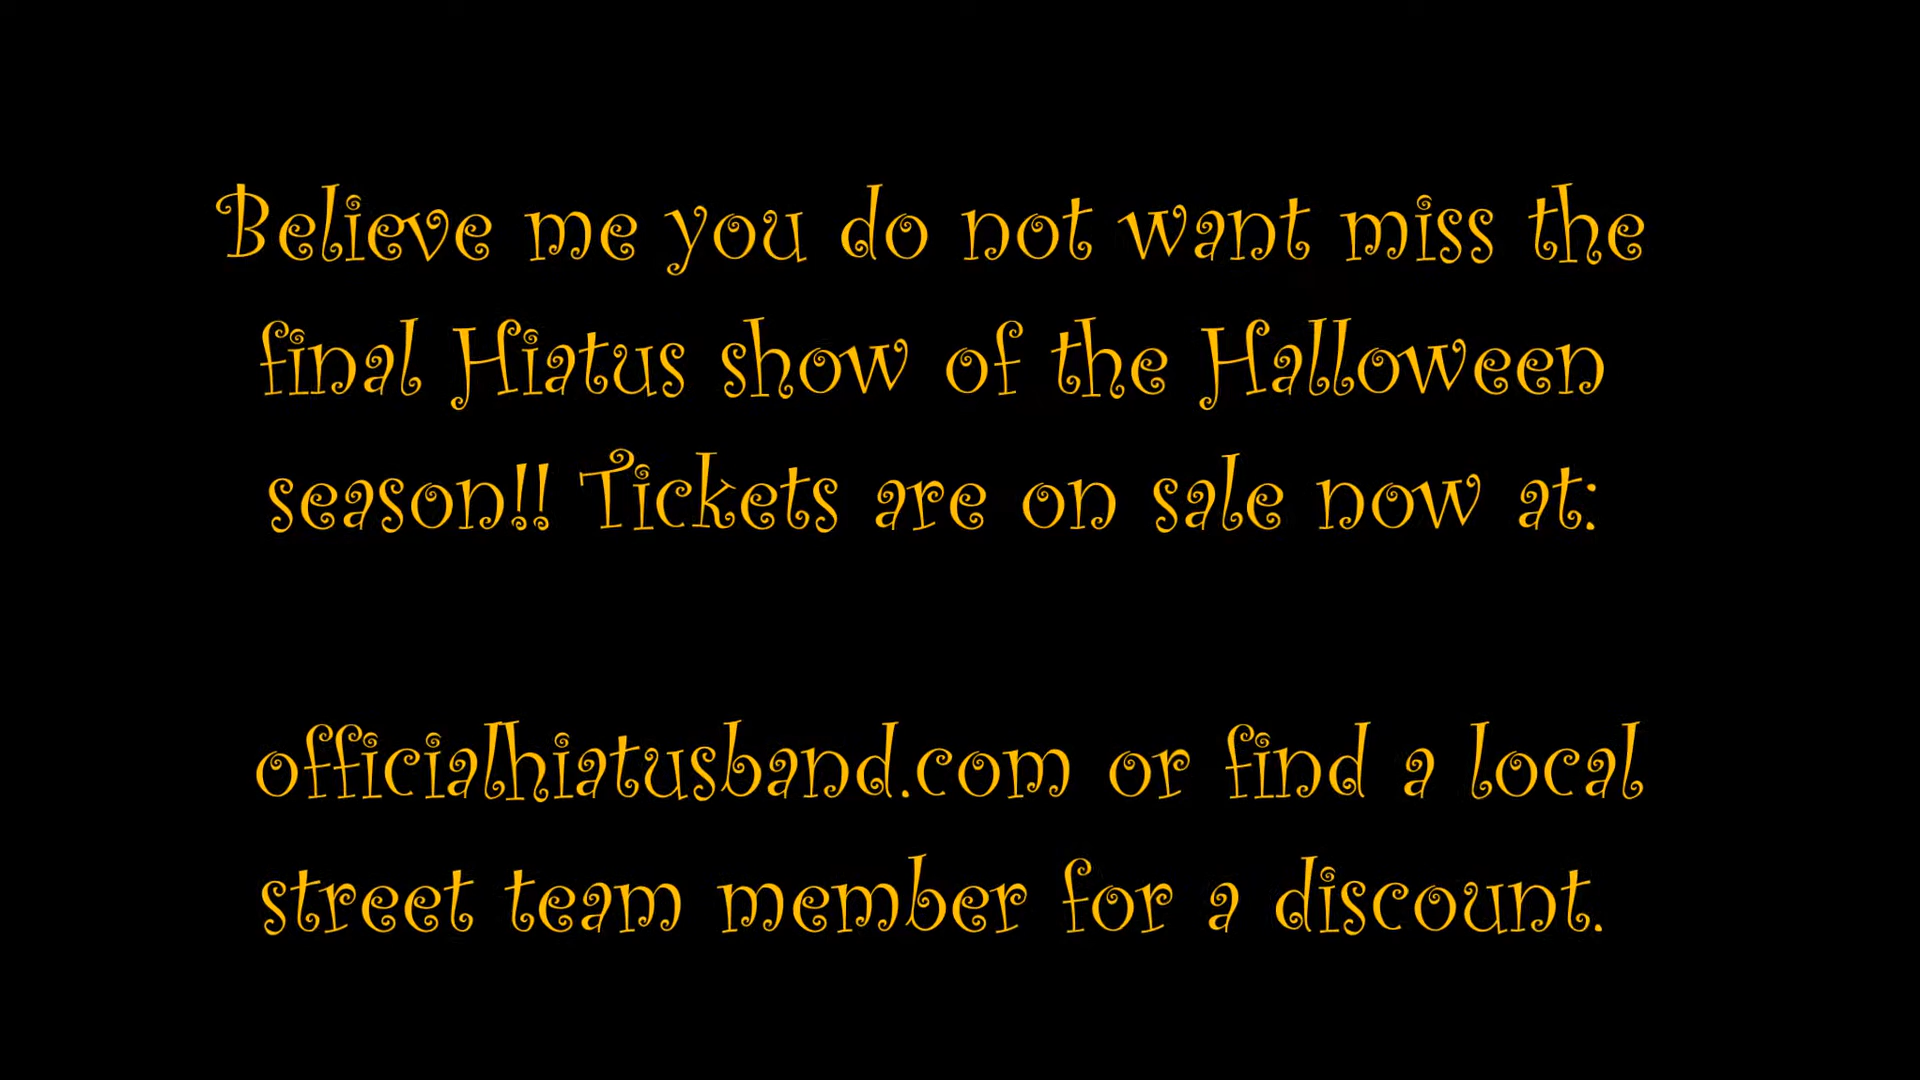 Believe me you do not want miss the
final Hiatus show of the Halloween
season!! Tickets are on sale now at:
officialhiatusband.com or find a local
street team member for a discount.